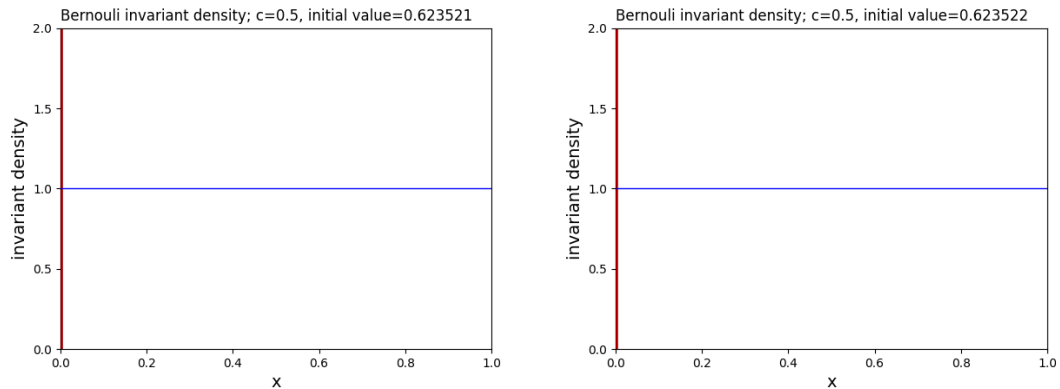 Bernouli invariant density; c=0.5, initial value=0.623521
2.0
1.5
1.0
0.5
0.0
invariant density
0.0 0.2 0.4 0.6 0.8 1.0
x
Bernouli invariant density; c=0.5, initial value=0.623522
2.0
1.5
1.0
0.5
0.0
invariant density
0.0 0.2 0.4 0.6 0.8 1.0
x